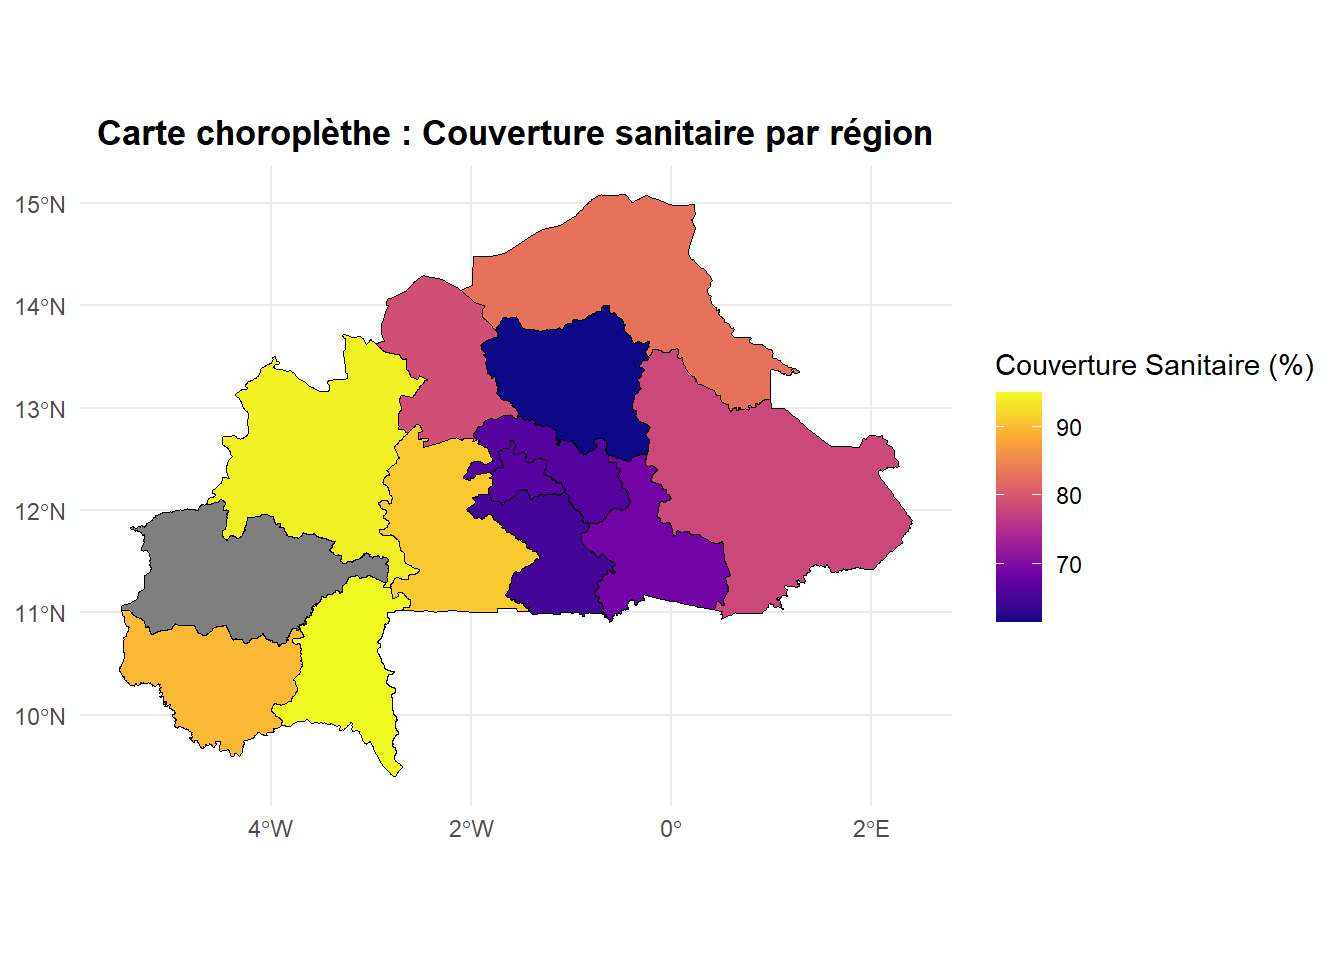 Carte choroplèthe : Couverture sanitaire par région
15°N
14°N
13°N
12°N
11°N
10°N
4°W
2°W
0°
2°E
Couverture Sanitaire (%)
90
80
70